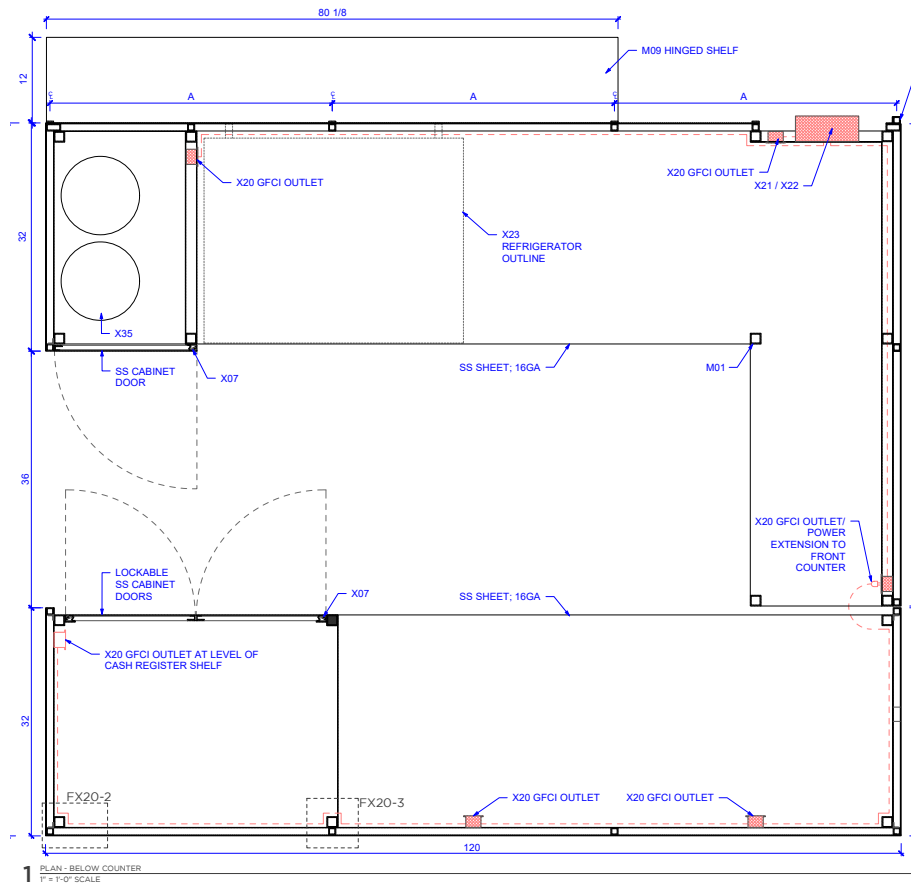 80 1/8
M09 HINGED SHELF
12
A
A
A
X20 GFCI OUTLET
X21 / X22
X20 GFCI OUTLET
X23
REFRIGERATOR
OUTLINE
32
X35
SS CABINET
DOOR
X07
SS SHEET; 16GA
M01
36
X20 GFCI OUTLET/
POWER
EXTENSION TO
FRONT
COUNTER
LOCKABLE
SS CABINET
DOORS
X07
SS SHEET; 16GA
X20 GFCI OUTLET AT LEVEL OF
CASH REGISTER SHELF
32
FX20-2
FX20-3
X20 GFCI OUTLET
X20 GFCI OUTLET
120
1
PLAN - BELOW COUNTER
1" = 1'-0" SCALE